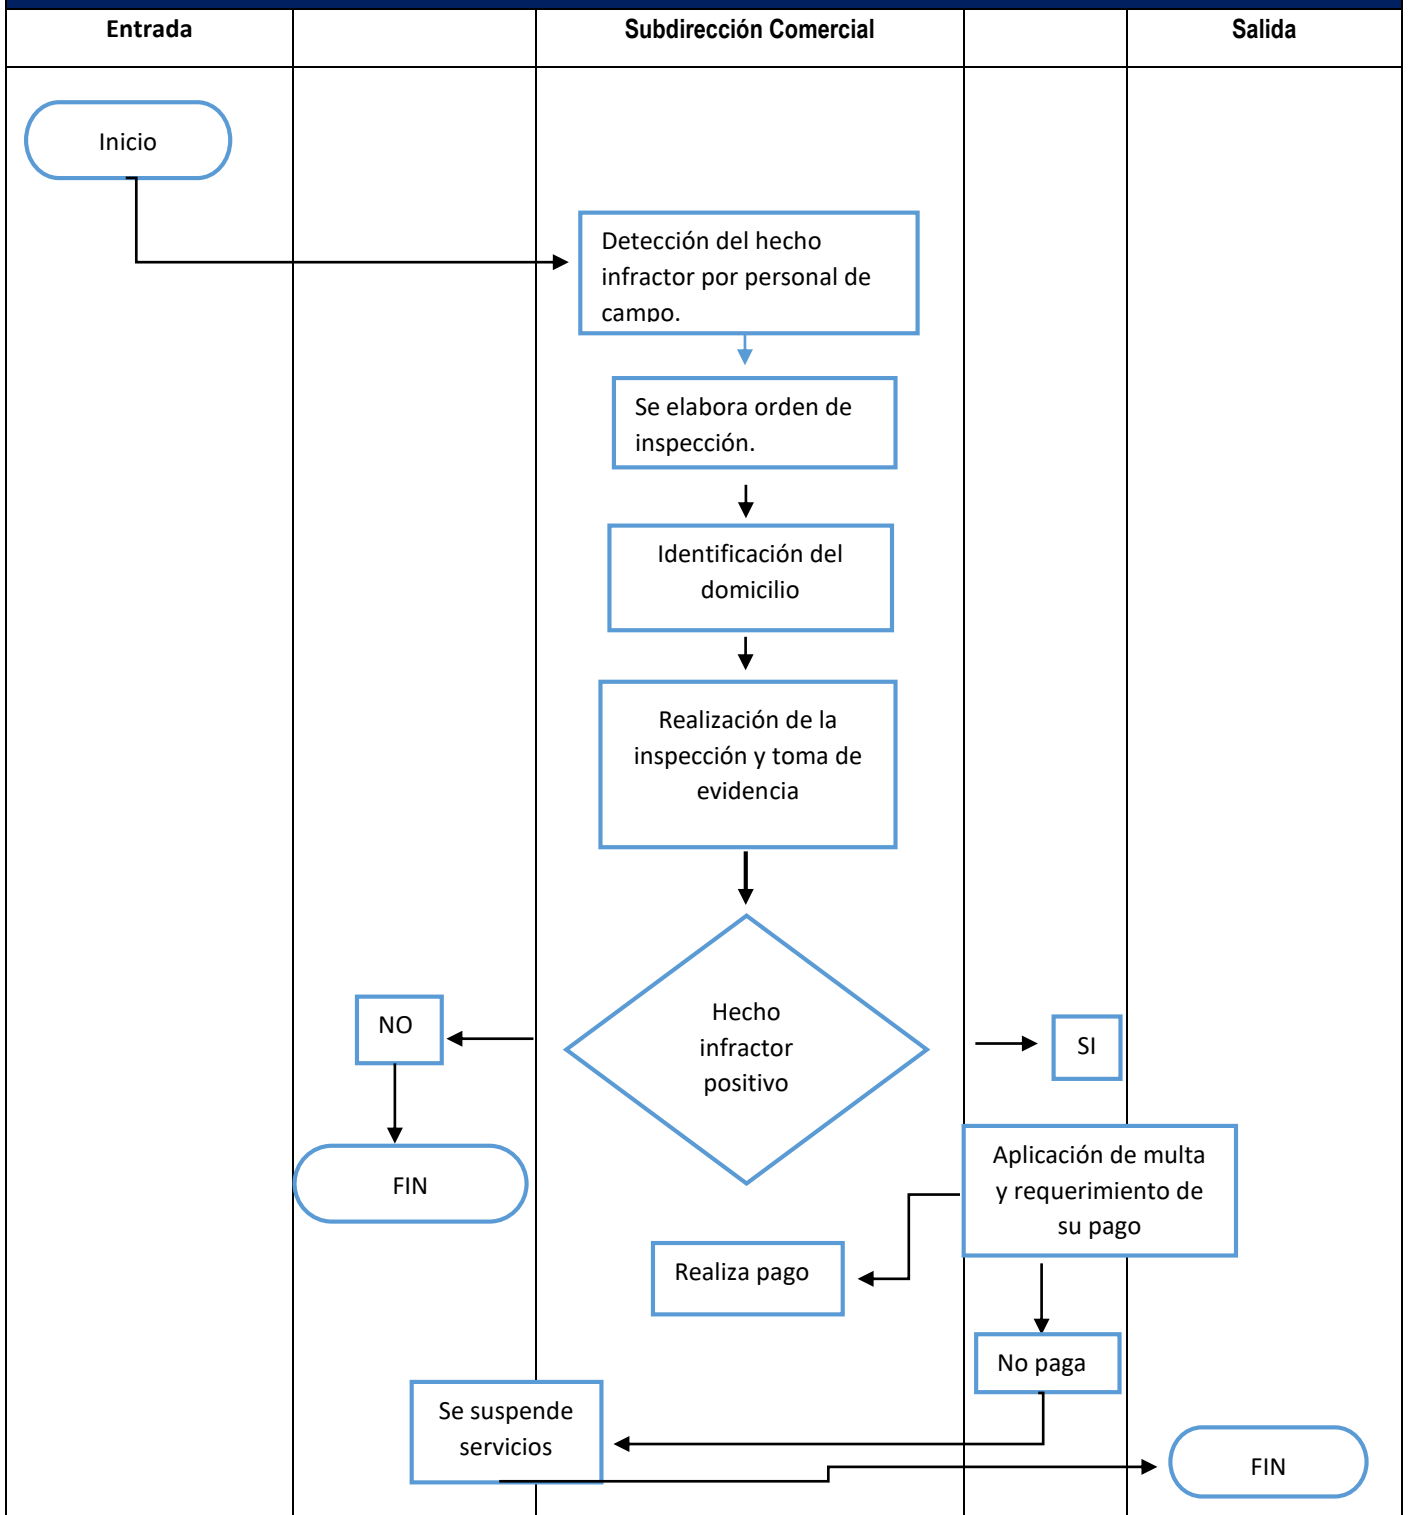 Entrada
Subdirección Comercial
Salida
Inicio
Detección del hecho
infractor por personal de
campo.
Se elabora orden de
inspección.
Identificación del
domicilio
Realización de la
inspección y toma de
evidencia
Hecho
infractor
positivo
NO
SI
FIN
Aplicación de multa
y requerimiento de
su pago
Realiza pago
No paga
Se suspende
servicios
FIN